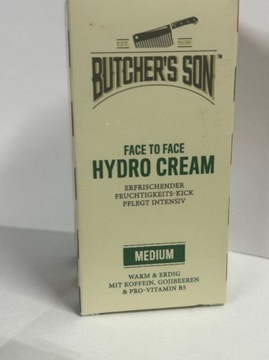 EST. NOW
BUTCHER'S SON™
FACE TO FACE
HYDRO CREAM
ERFRISCHENDER
FEUCHTIGKEITS-KICK
PFLEGT INTENSIV
MEDIUM
WARM & ERDIG
MIT KOFFEIN, GOJIBEEREN
& PRO-VITAMIN B5